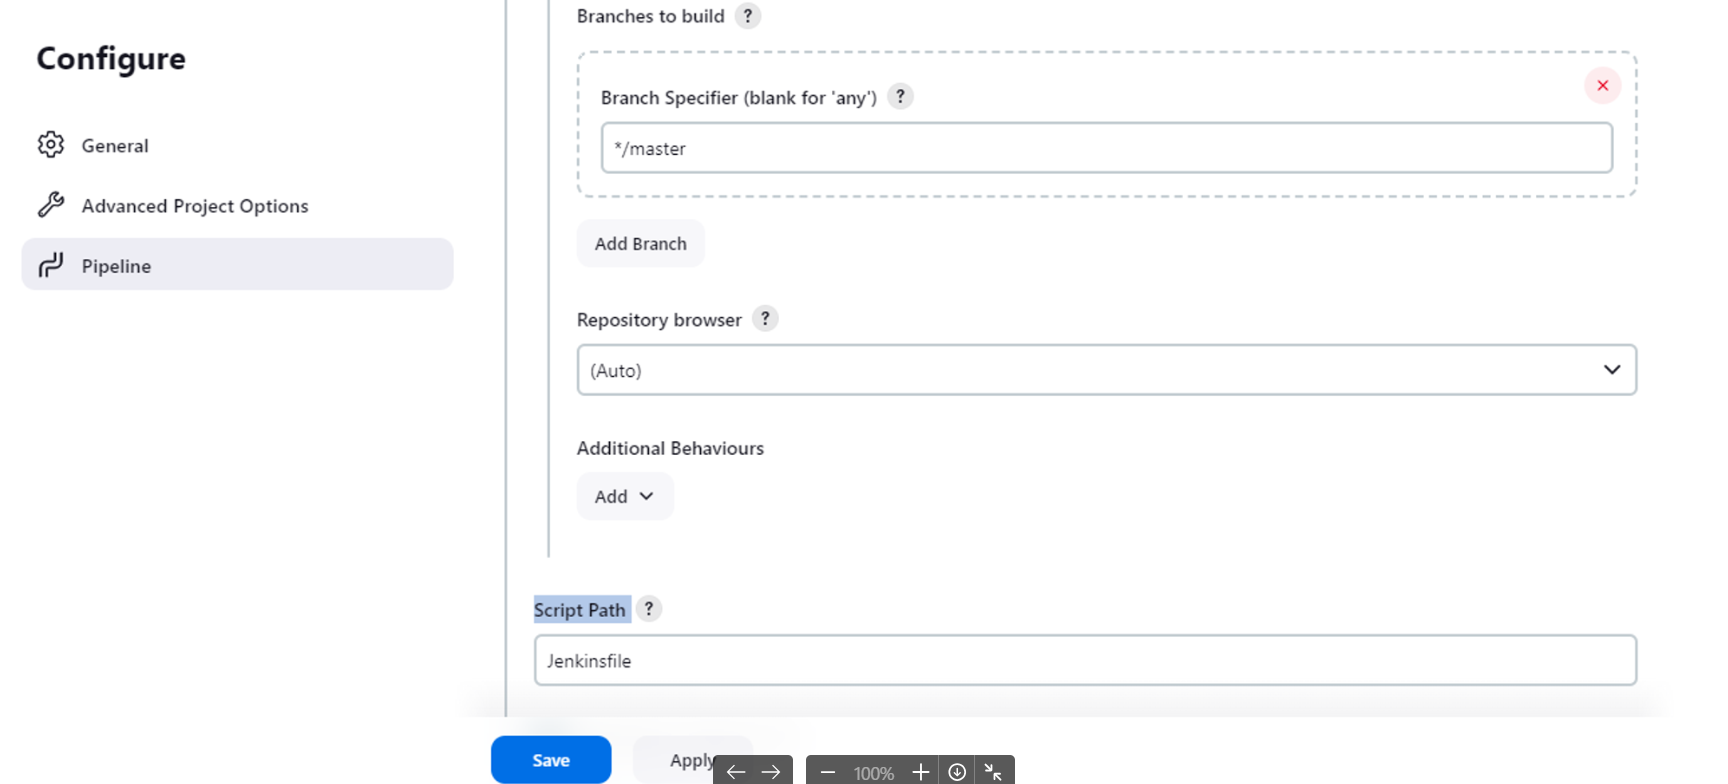 Configure
General
Advanced Project Options
Pipeline
Branches to build ?
Branch Specifier (blank for 'any') ?
*/master
Add Branch
Repository browser ?
(Auto)
Additional Behaviours
Add
Script Path ?
Jenkinsfile
Save Apply
100%